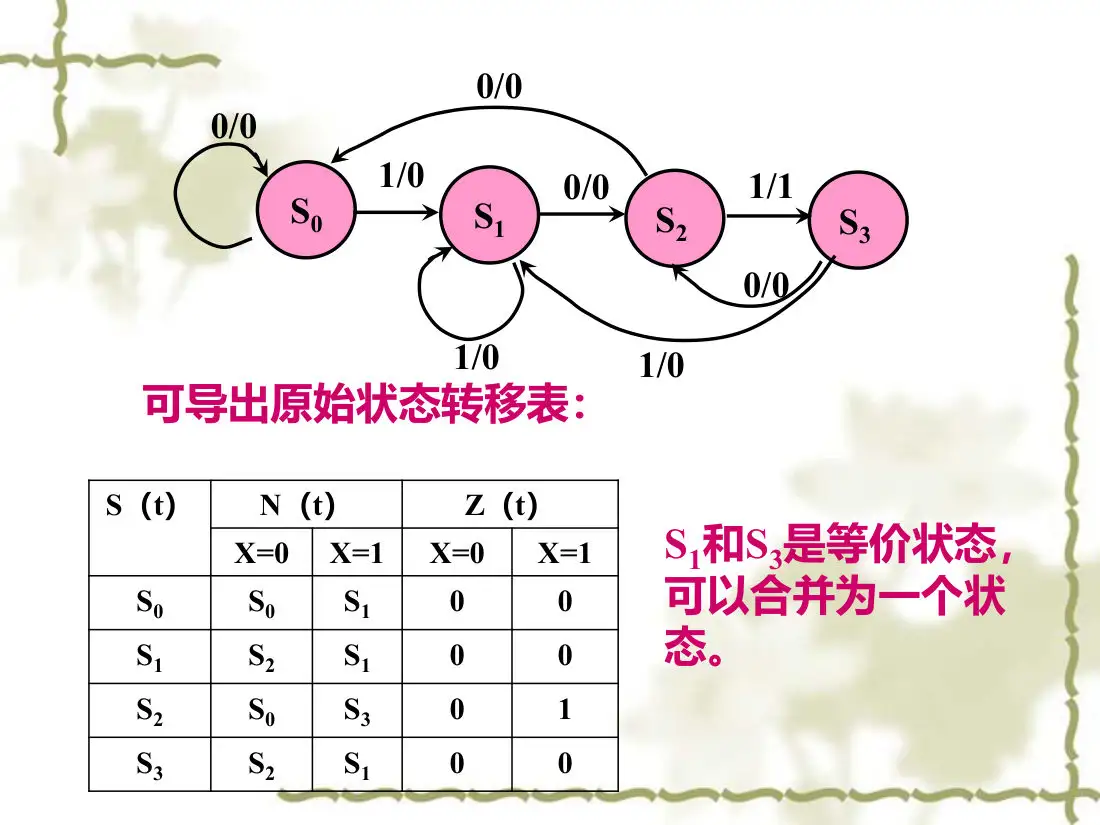 0/0
0/0
1/0
0/0
1/1
S₀
S₁
S₂
S₃
0/0
1/0
1/0
可导出原始状态转移表：
S（t） N（t） Z（t）
X=0 X=1 X=0 X=1
S₀ S₀ S₁ 0 0
S₁ S₂ S₁ 0 0
S₂ S₀ S₃ 0 1
S₃ S₂ S₁ 0 0
S₁和S₃是等价状态，
可以合并为一个状
态。